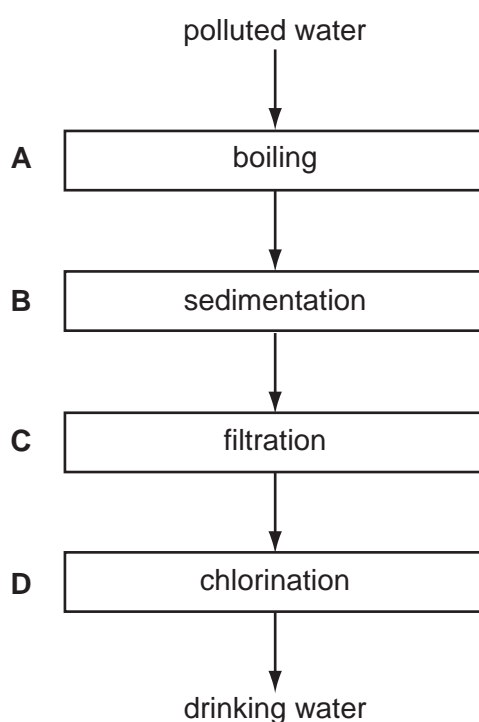 polluted water
A boiling
B sedimentation
C filtration
D chlorination
drinking water